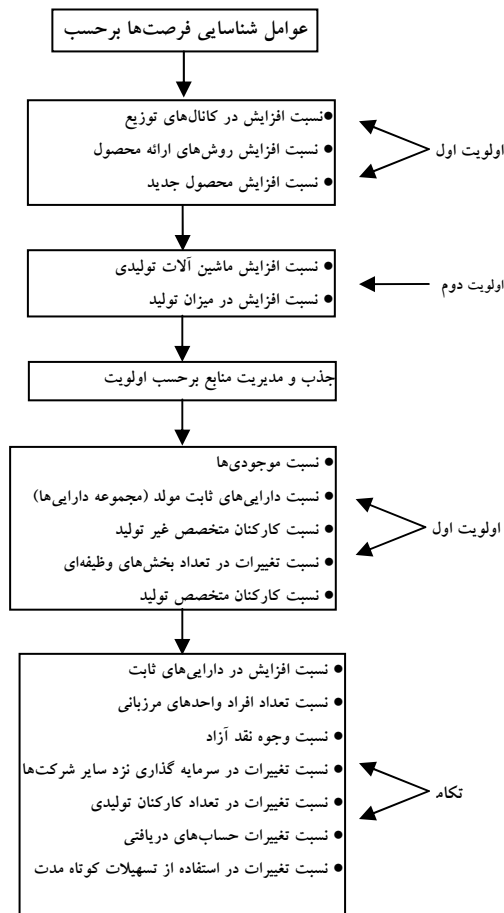 عوامل شناسایی فرصت‌ها برحسب
●نسبت افزایش در کانال‌های توزیع
●نسبت افزایش روش‌های ارائه محصول
●نسبت افزایش محصول جدید
اولویت اول
● نسبت افزایش ماشین آلات تولیدی
● نسبت افزایش در میزان تولید
اولویت دوم
جذب و مدیریت منابع برحسب اولویت
● نسبت موجودی‌ها
● نسبت دارایی‌های ثابت مولد (مجموعه دارایی‌ها)
● نسبت کارکنان متخصص غیر تولید
● نسبت تغییرات در تعداد بخش‌های وظیفه‌ای
● نسبت کارکنان متخصص تولید
اولویت اول
● نسبت افزایش در دارایی‌های ثابت
● نسبت تعداد افراد واحدهای مرزبانی
● نسبت وجوه نقد آزاد
● نسبت تغییرات در سرمایه گذاری نزد سایر شرکت‌ها
● نسبت تغییرات در تعداد کارکنان تولیدی
● نسبت تغییرات حساب‌های دریافتی
● نسبت تغییرات در استفاده از تسهیلات کوتاه مدت
تکام